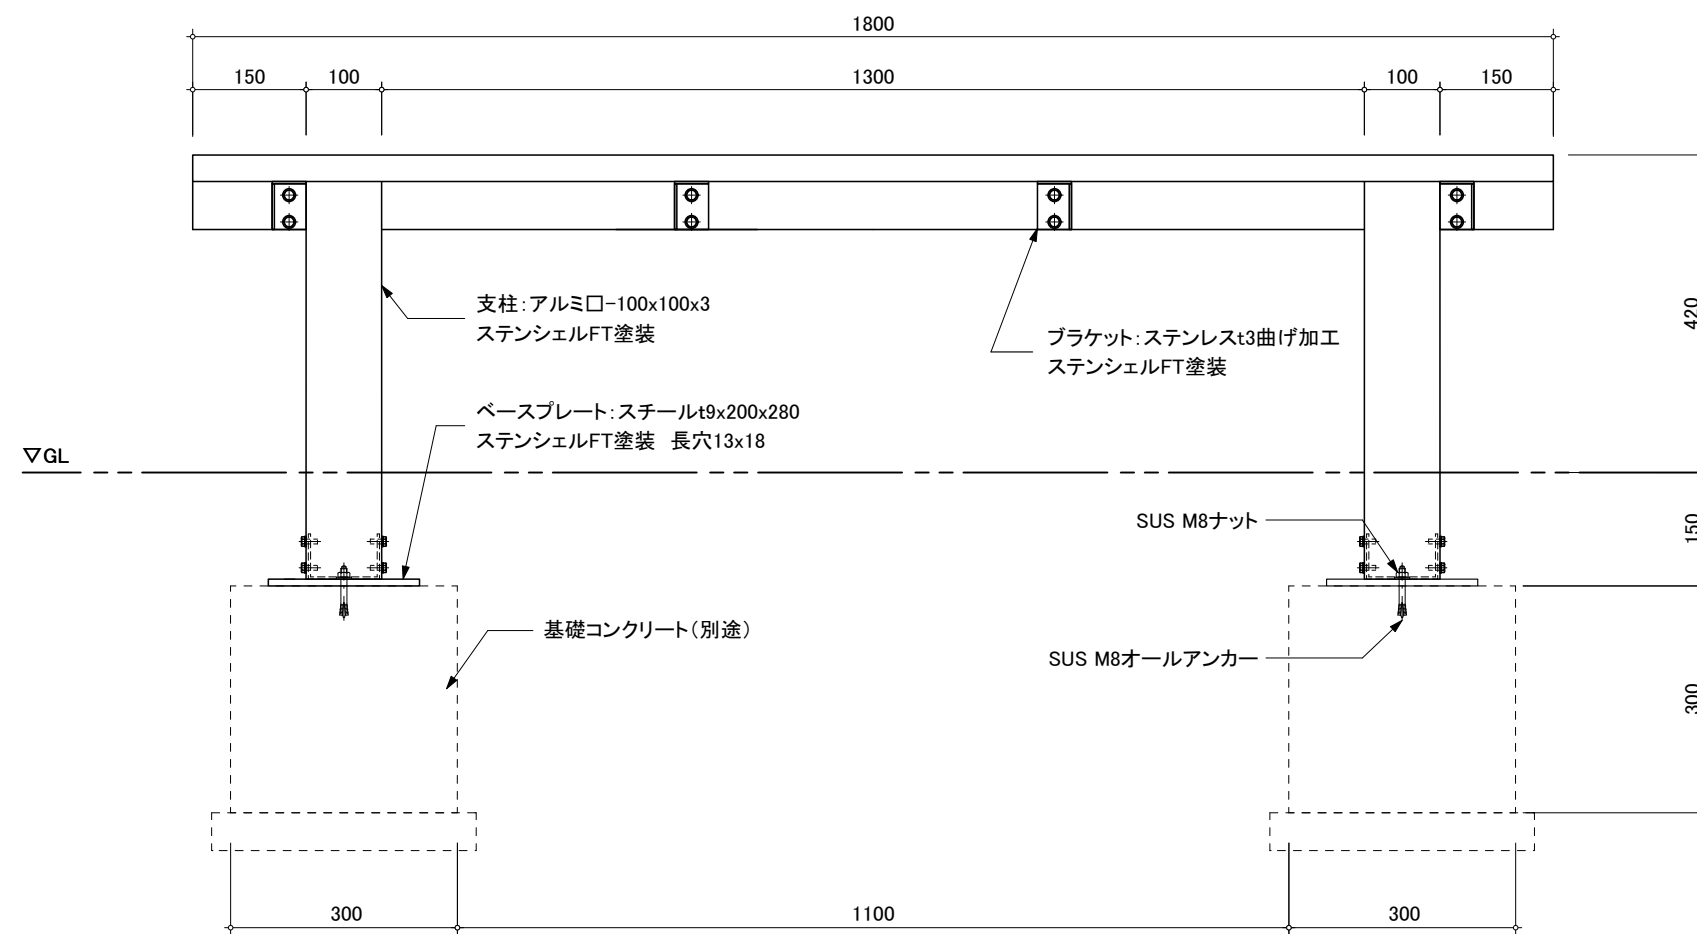 1800
150 100 1300 100 150
支柱：アルミ□-100x100x3
ステンシェルFT塗装
420
ブラケット：ステンレスt3曲げ加工
ステンシェルFT塗装
ベースプレート：スチールt9x200x280
ステンシェルFT塗装 長穴13x18
▽GL
SUS M8ナット
150
基礎コンクリート（別途）
SUS M8オールアンカー
300
300 1100 300